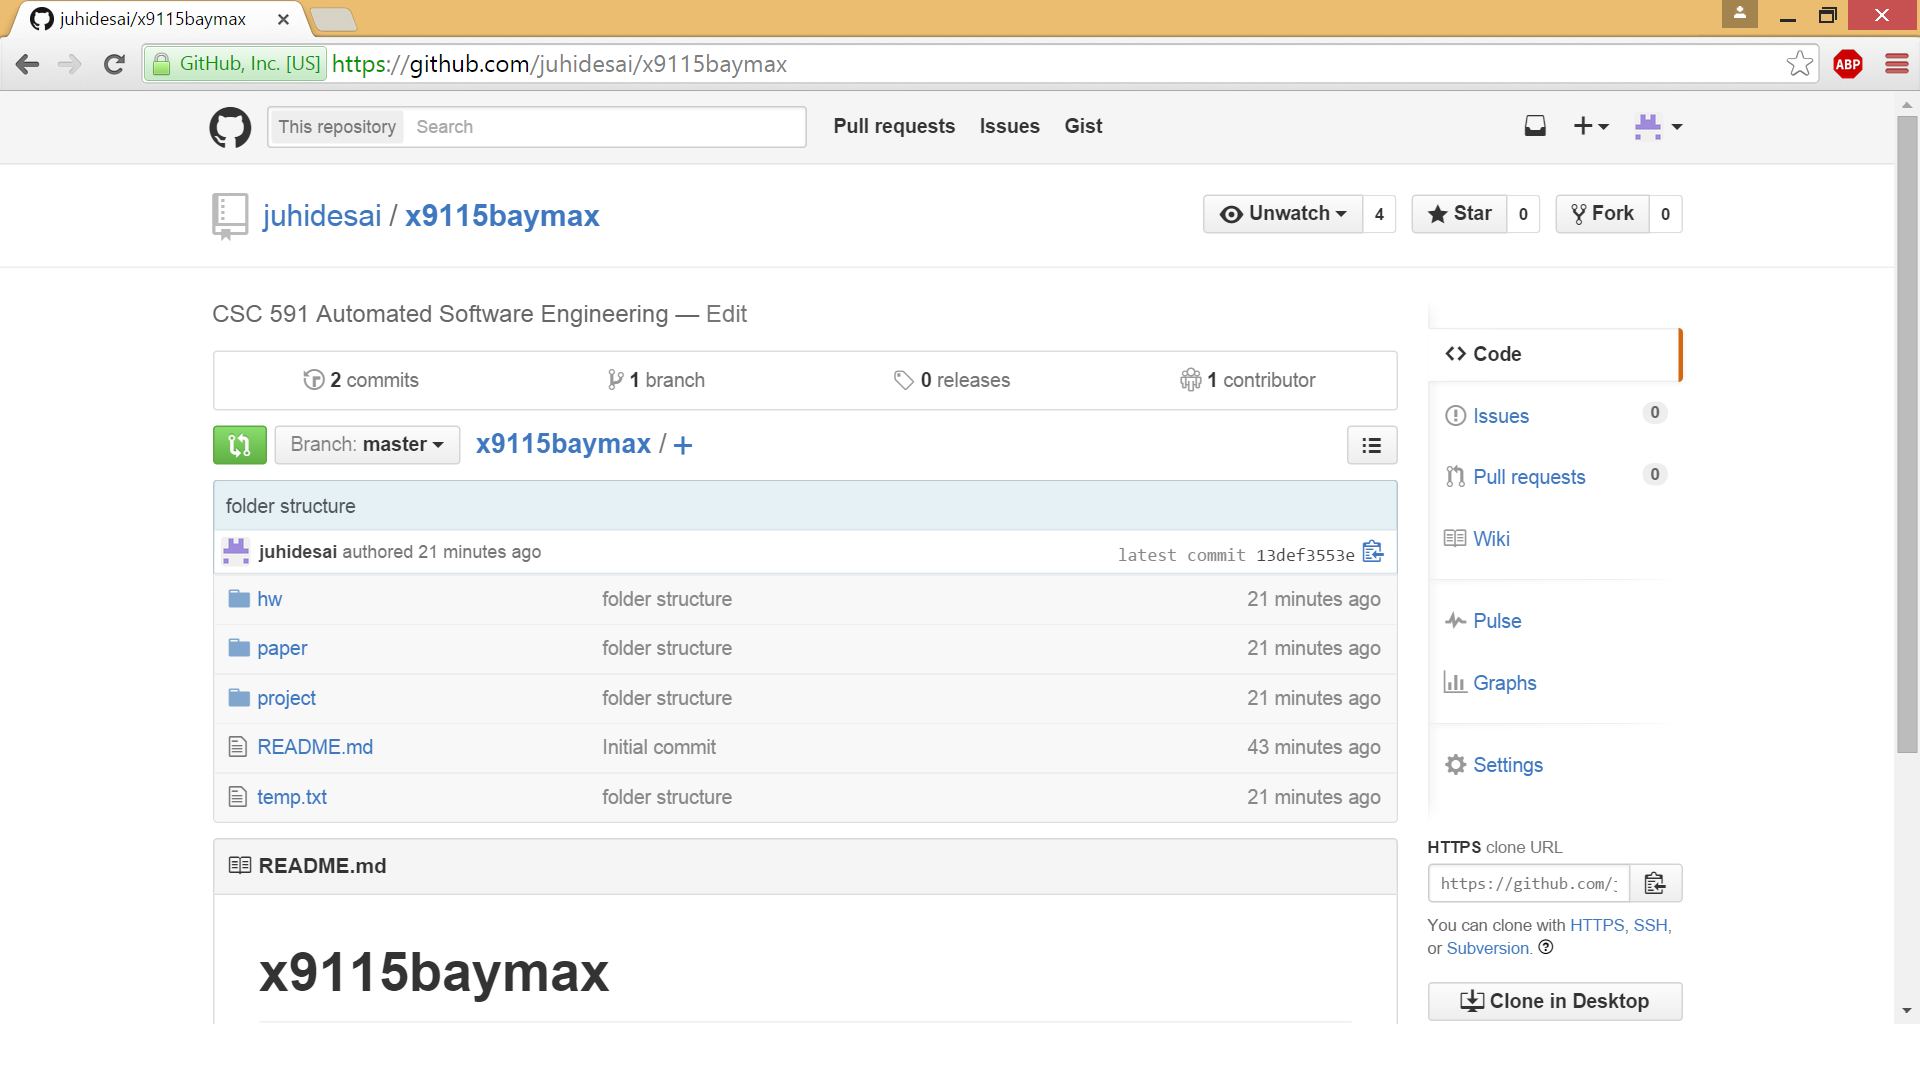 juhidesai/x9115baymax
GitHub, Inc. [US] https://github.com/juhidesai/x9115baymax
ABP
This repository Search Pull requests Issues Gist
juhidesai / x9115baymax Unwatch 4 Star 0 Fork 0
CSC 591 Automated Software Engineering — Edit
2 commits 1 branch 0 releases 1 contributor
Branch: master x9115baymax / +
folder structure
juhidesai authored 21 minutes ago latest commit 13def3553e
hw folder structure 21 minutes ago
paper folder structure 21 minutes ago
project folder structure 21 minutes ago
README.md Initial commit 43 minutes ago
temp.txt folder structure 21 minutes ago
README.md
x9115baymax
Code
Issues 0
Pull requests 0
Wiki
Pulse
Graphs
Settings
HTTPS clone URL
https://github.com/j
You can clone with HTTPS, SSH,
or Subversion.
Clone in Desktop